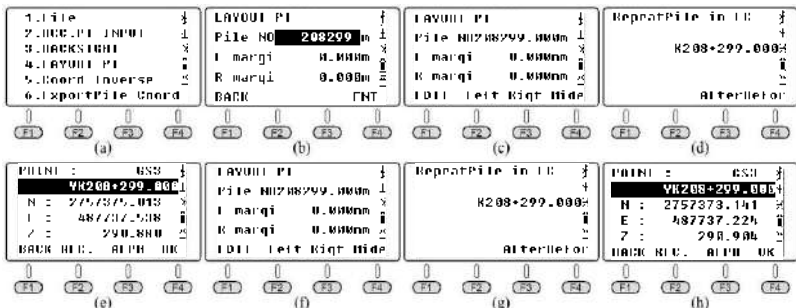 1.File
2.OCC.PT INPUT
3.BACKSIGHT
4.LAYOUT PT
5.Coord Inverse
6.ExportPile Coord
F1 F2 F3 F4
(a)
LAYOUT PT
Pile NO 208299 m
L margi 0.000m
R margi 0.000m
BACK ENT
F1 F2 F3 F4
(b)
LAYOUT PT
Pile NO208299.000m
L margi 0.000m
R margi 0.000m
EDIT Left Rigt Mide
F1 F2 F3 F4
(c)
RepeatPile in
K208+299.000
F1 F2 F3 F4
(d)
POINT : GS3
YK208+299.000
N : 2757375.013
E :
Z :
BACK REC. ALPH OK
F1 F2 F3 F4
(e)
LAYOUT PT
Pile NO208299.000m
L margi 0.000m
R margi 0.000m
EDIT Left Rigt Mide
F1 F2 F3 F4
(f)
RepeatPile in
K208+299.000
F1 F2 F3 F4
(g)
POINT : GS3
YK208+299.000
N : 2757373.141
E : 487737.224
Z : 290.904
BACK REC. ALPH OK
F1 F2 F3 F4
(h)